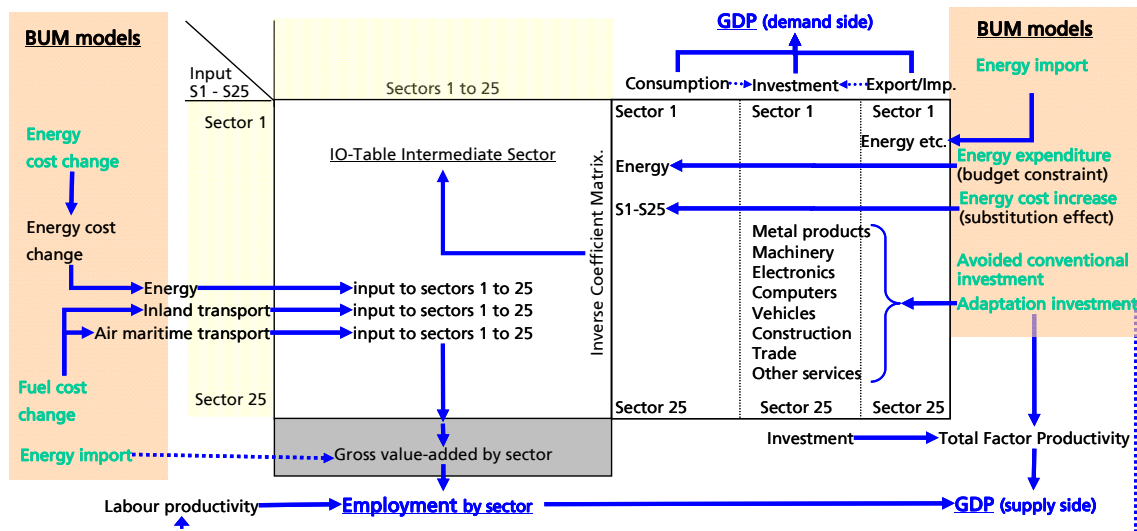 GDP (demand side)
BUM models
BUM models
Input
S1 - S25
Sectors 1 to 25
Consumption
Investment
Export/Imp.
Energy import
Sector 1
Sector 1
Sector 1
Sector 1
Energy
cost change
IO-Table Intermediate Sector
Inverse Coefficient Matrix.
Energy etc.
Energy
Energy expenditure
(budget constraint)
S1-S25
Energy cost increase
(substitution effect)
Energy cost
change
Metal products
Machinery
Electronics
Computers
Vehicles
Construction
Trade
Other services
Avoided conventional
investment
Adaptation investment
Energy
input to sectors 1 to 25
Inland transport
input to sectors 1 to 25
Air maritime transport
input to sectors 1 to 25
Fuel cost
change
Sector 25
Sector 25
Sector 25
Sector 25
Investment
Total Factor Productivity
Energy import
Gross value-added by sector
Labour productivity
Employment by sector
GDP (supply side)